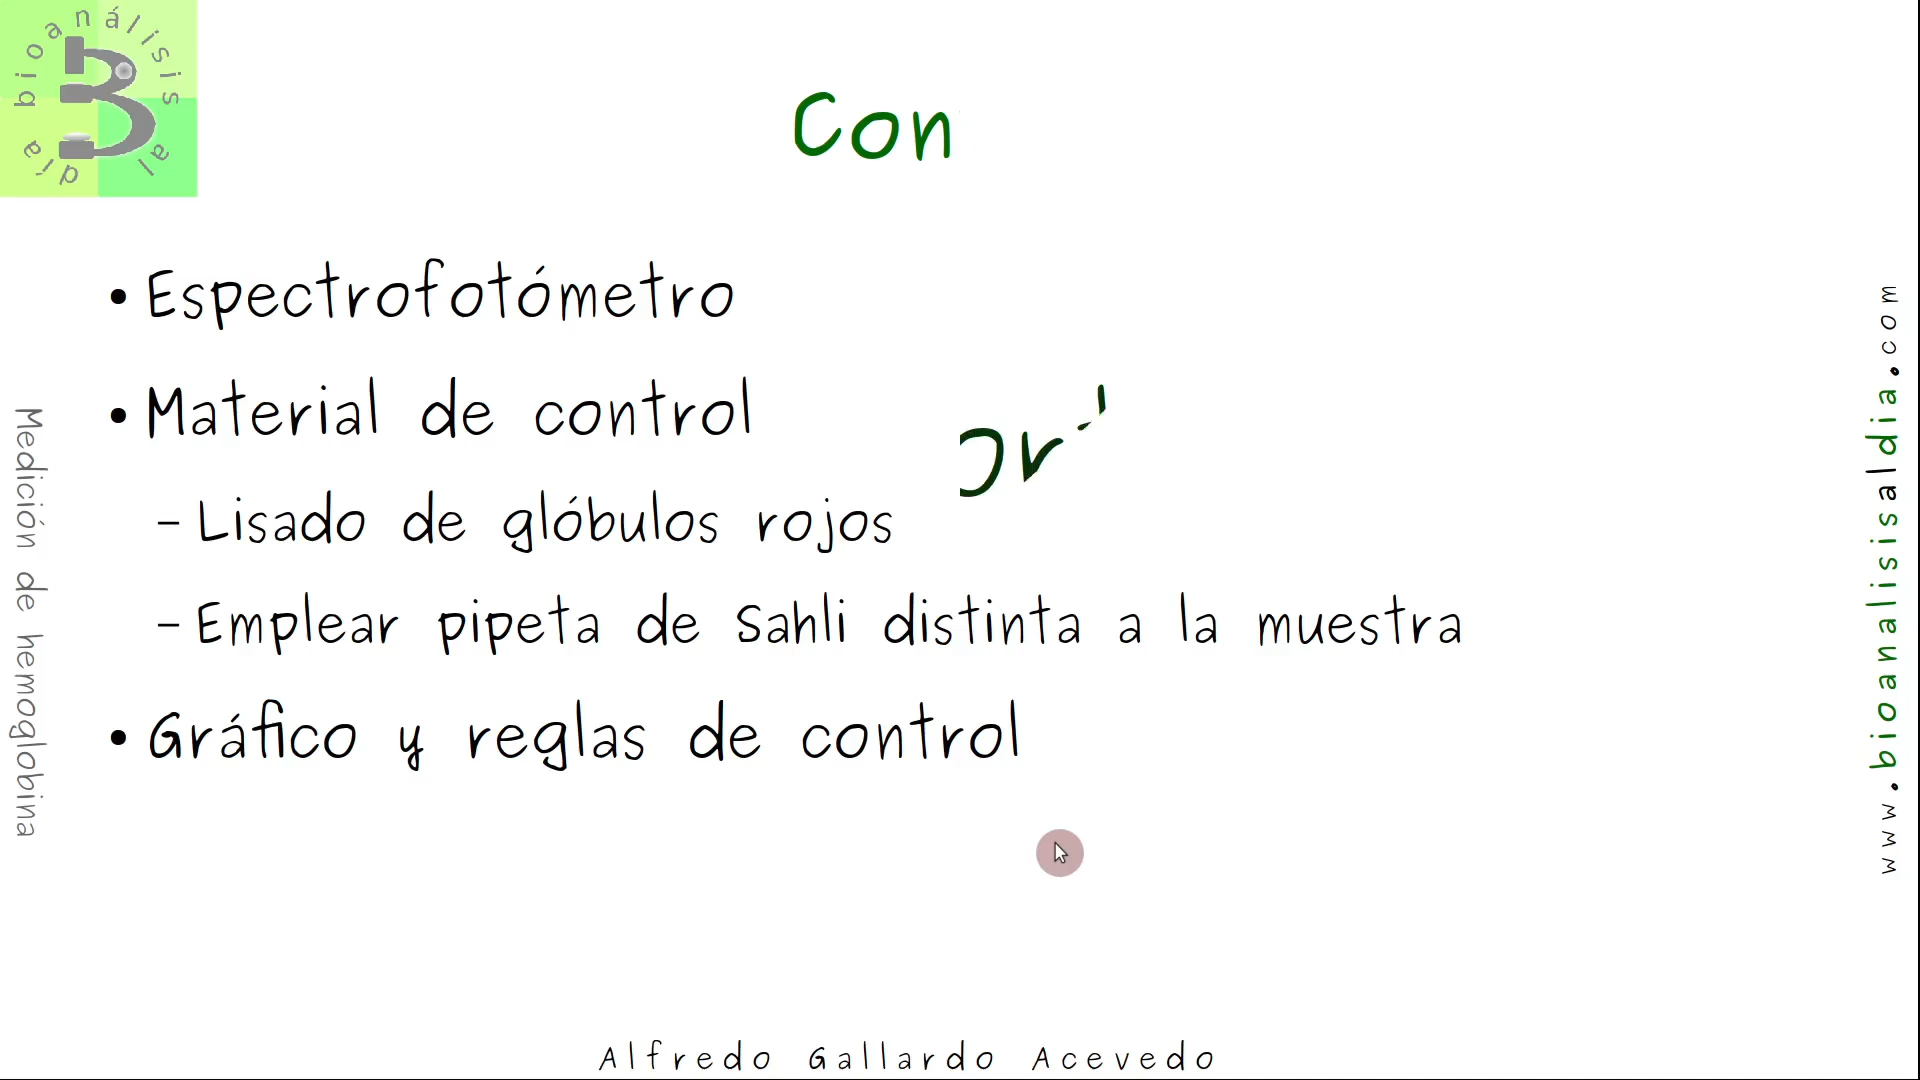 bioanálisis al día
Con
• Espectrofotómetro
• Material de control
– Lisado de glóbulos rojos
– Emplear pipeta de Sahli distinta a la muestra
• Gráfico y reglas de control
Medición de hemoglobina
www.bioanalisisaldia.com
Alfredo Gallardo Acevedo